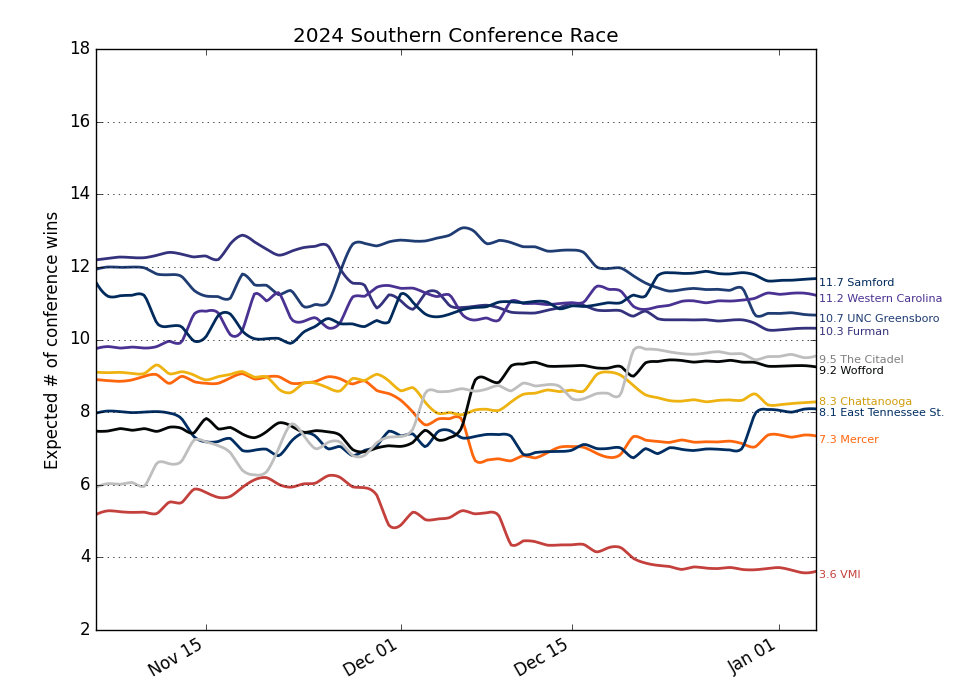 2024 Southern Conference Race
Expected # of conference wins
18
16
14
12
10
8
6
4
2
11.7 Samford
11.2 Western Carolina
10.7 UNC Greensboro
10.3 Furman
9.5 The Citadel
9.2 Wofford
8.3 Chattanooga
8.1 East Tennessee St.
7.3 Mercer
3.6 VMI
Nov 15
Dec 01
Dec 15
Jan 01